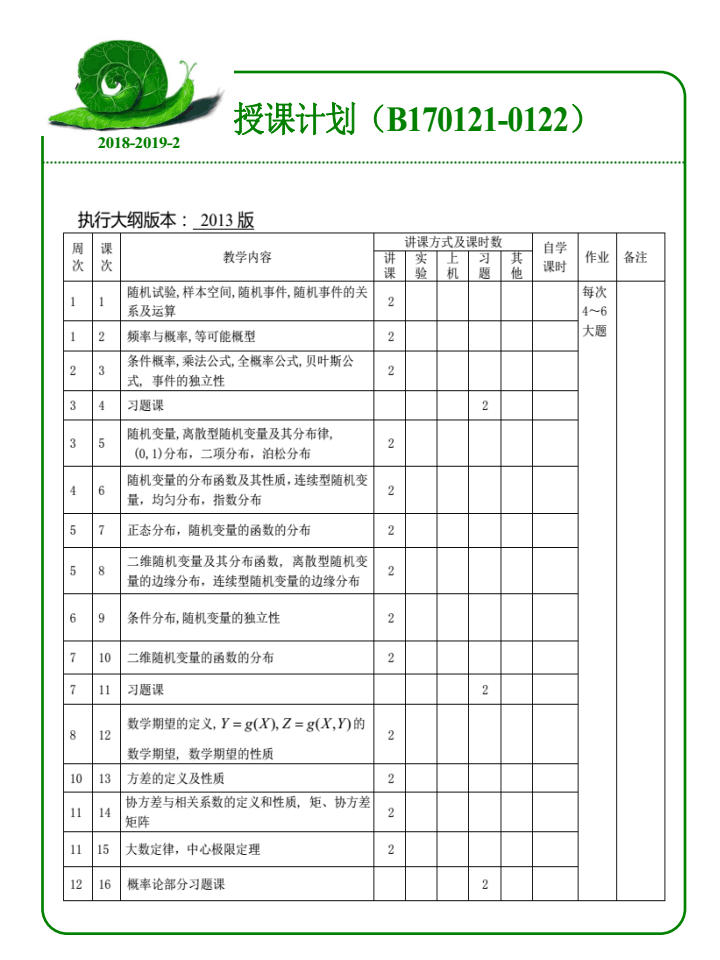 授课计划（B170121-0122）
2018-2019-2
执行大纲版本： 2013 版
周次 课次 教学内容 讲课方式及课时数 自学课时 作业 备注
讲课 实验 上机 习题 其他
1 1 随机试验,样本空间,随机事件,随机事件的关 2 每次
系及运算 4～6
1 2 频率与概率,等可能概型 2 大题
2 3 条件概率,乘法公式,全概率公式,贝叶斯公 2
式, 事件的独立性
3 4 习题课 2
3 5 随机变量,离散型随机变量及其分布律, 2
(0,1)分布，二项分布，泊松分布
4 6 随机变量的分布函数及其性质,连续型随机变 2
量，均匀分布，指数分布
5 7 正态分布，随机变量的函数的分布 2
5 8 二维随机变量及其分布函数, 离散型随机变 2
量的边缘分布，连续型随机变量的边缘分布
6 9 条件分布,随机变量的独立性 2
7 10 二维随机变量的函数的分布 2
7 11 习题课 2
8 12 数学期望的定义, Y = g(X), Z = g(X,Y) 的 2
数学期望, 数学期望的性质
10 13 方差的定义及性质 2
11 14 协方差与相关系数的定义和性质, 矩、协方差 2
矩阵
11 15 大数定律，中心极限定理 2
12 16 概率论部分习题课 2